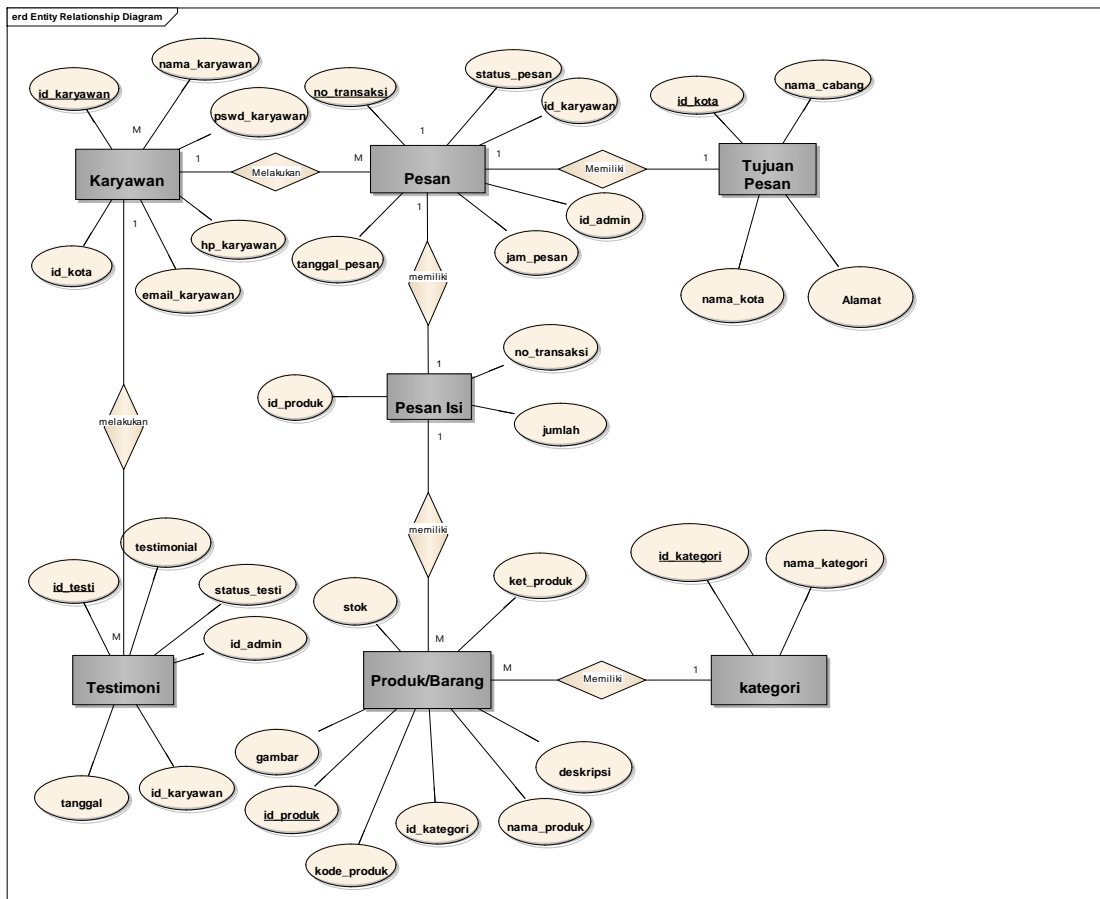 erd Entity Relationship Diagram
nama_karyawan
id_karyawan
pswd_karyawan
M
1
Karyawan
1
id_kota
hp_karyawan
email_karyawan
Melakukan
M
no_transaksi
status_pesan
id_karyawan
1
Pesan
1
1
id_admin
jam_pesan
tanggal_pesan
Memiliki
1
id_kota
nama_cabang
Tujuan
Pesan
nama_kota
Alamat
memiliki
1
no_transaksi
id_produk
Pesan Isi
jumlah
1
melakukan
memiliki
testimonial
id_testi
status_testi
id_admin
M
Testimoni
tanggal
id_karyawan
stok
ket_produk
M
Produk/Barang
M
Memiliki
1
gambar
id_produk
kode_produk
id_kategori
nama_produk
deskripsi
id_kategori
nama_kategori
kategori